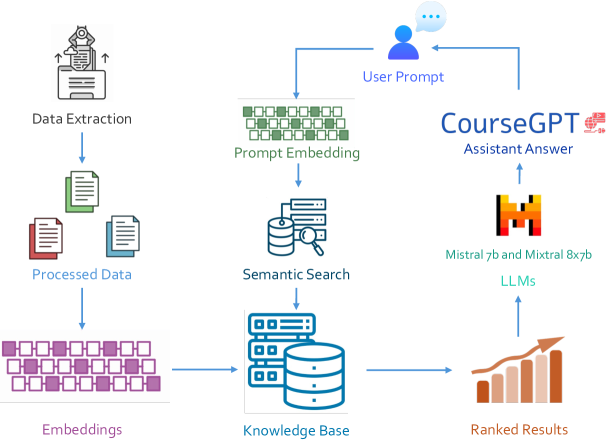 User Prompt
Data Extraction
Prompt Embedding
CourseGPT
Assistant Answer
Processed Data
Semantic Search
Mistral 7b and Mixtral 8x7b
LLMs
Embeddings
Knowledge Base
Ranked Results